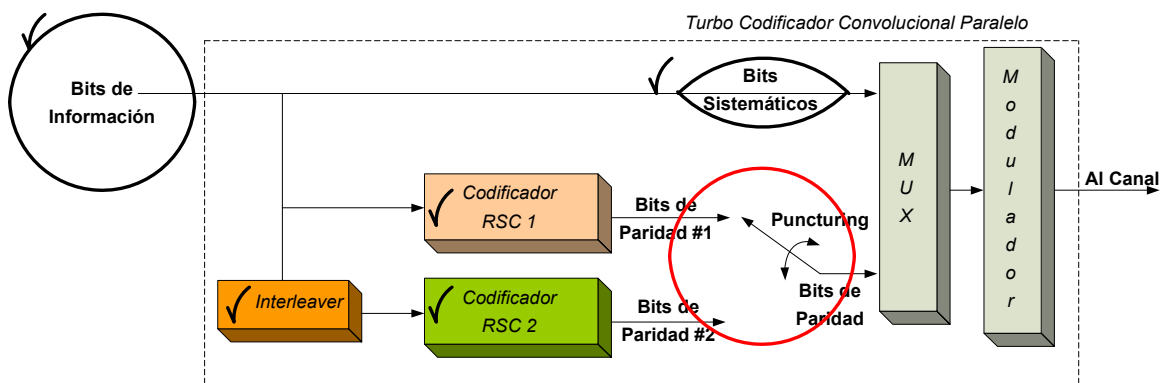 Turbo Codificador Convolucional Paralelo
Bits de
Información
Bits
Sistemáticos
Codificador
RSC 1
Bits de
Paridad #1
Puncturing
Interleaver
Codificador
RSC 2
Bits de
Paridad #2
Bits de
Paridad
M
U
X
M
o
d
u
l
a
d
o
r
Al Canal